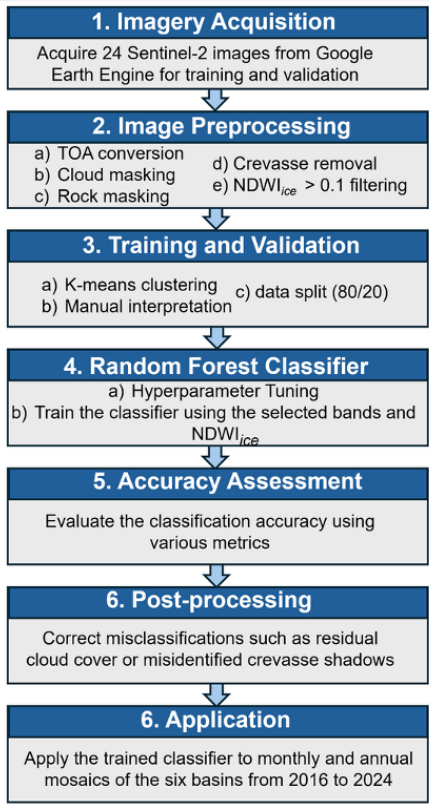 1. Imagery Acquisition
Acquire 24 Sentinel-2 images from Google
Earth Engine for training and validation
2. Image Preprocessing
a) TOA conversion
b) Cloud masking
c) Rock masking
d) Crevasse removal
e) NDWIice > 0.1 filtering
3. Training and Validation
a) K-means clustering
b) Manual interpretation
c) data split (80/20)
4. Random Forest Classifier
a) Hyperparameter Tuning
b) Train the classifier using the selected bands and
NDWIice
5. Accuracy Assessment
Evaluate the classification accuracy using
various metrics
6. Post-processing
Correct misclassifications such as residual
cloud cover or misidentified crevasse shadows
6. Application
Apply the trained classifier to monthly and annual
mosaics of the six basins from 2016 to 2024